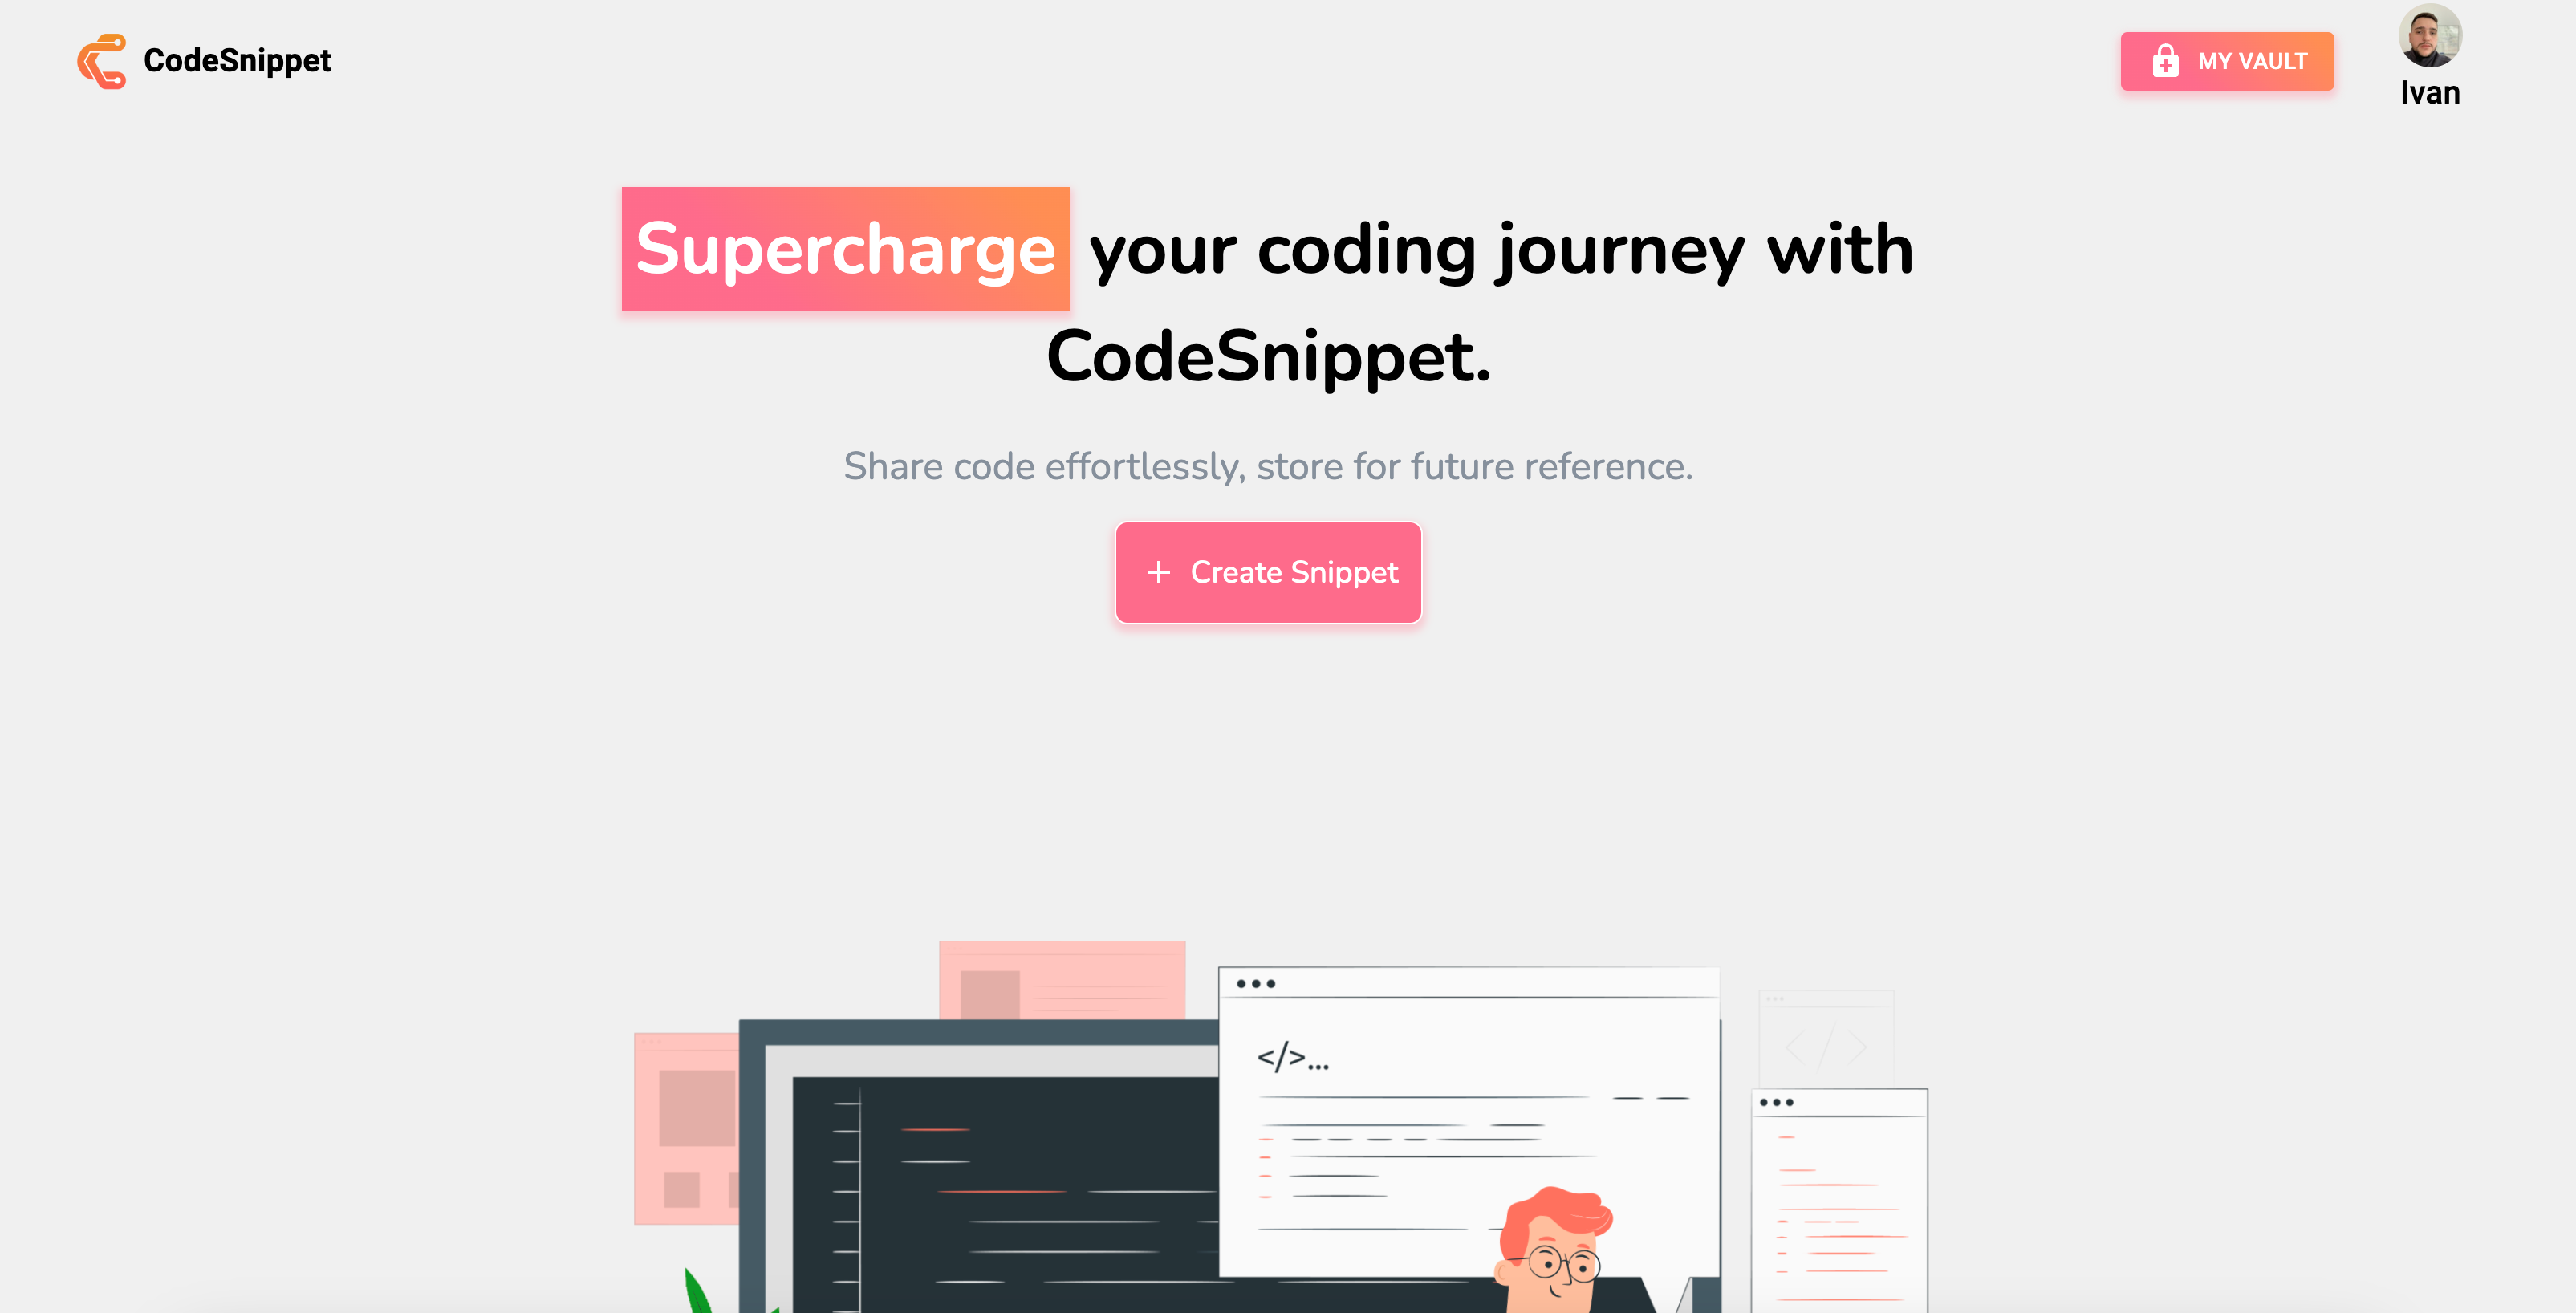 CodeSnippet
MY VAULT
Ivan
Supercharge your coding journey with
CodeSnippet.
Share code effortlessly, store for future reference.
+ Create Snippet
</>...